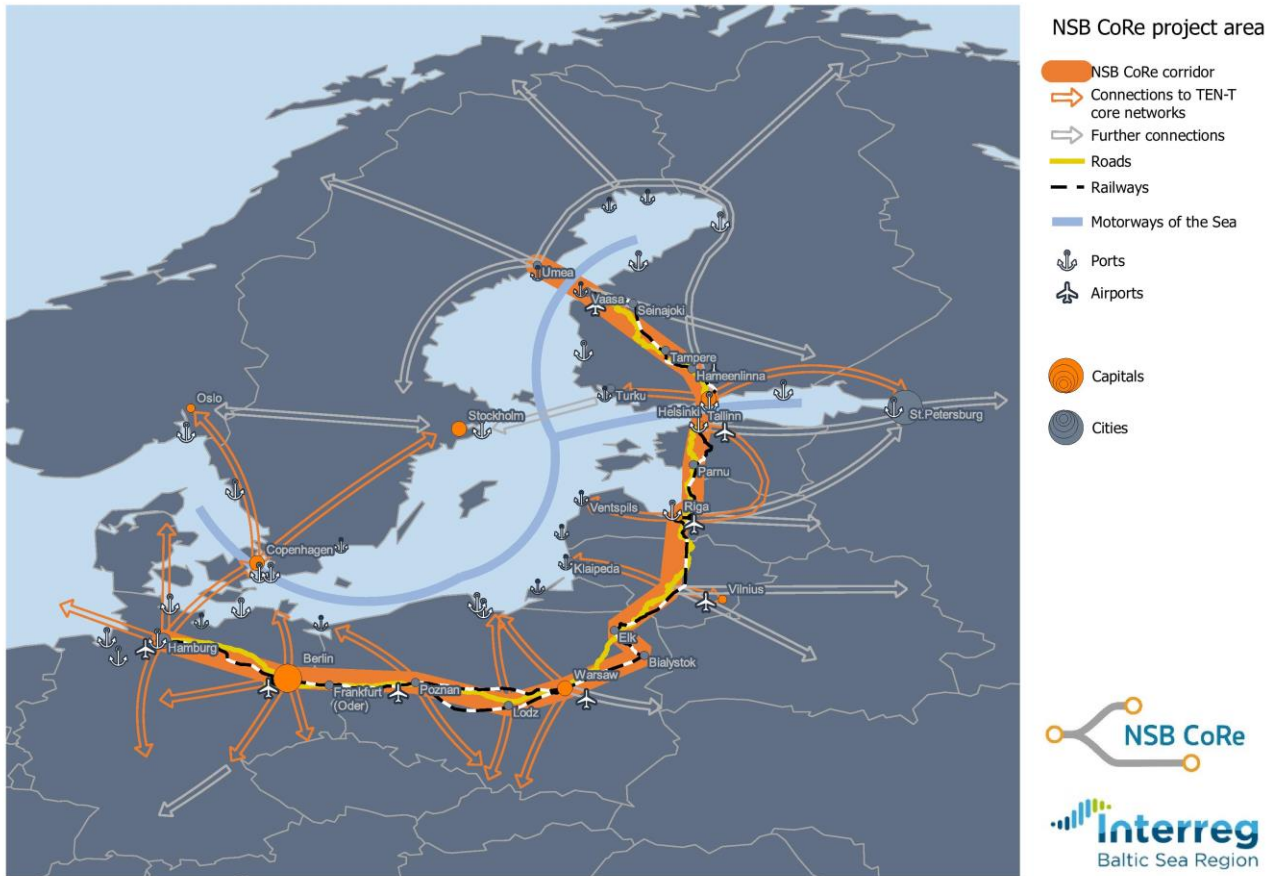 NSB CoRe project area
NSB CoRe corridor
Connections to TEN-T
core networks
Further connections
Roads
Railways
Motorways of the Sea
Ports
Airports
Capitals
Cities
Umea
Vaasa
Seinajoki
Tampere
Hameenlinna
Oslo
Stockholm
Turku
Helsinki
Tallinn
St.Petersburg
Parnu
Ventspils
Riga
Copenhagen
Klaipeda
Vilnius
Hamburg
Elk
Berlin
Bialystok
Warsaw
Frankfurt
(Oder)
Poznan
Lodz
NSB CoRe
Interreg
Baltic Sea Region